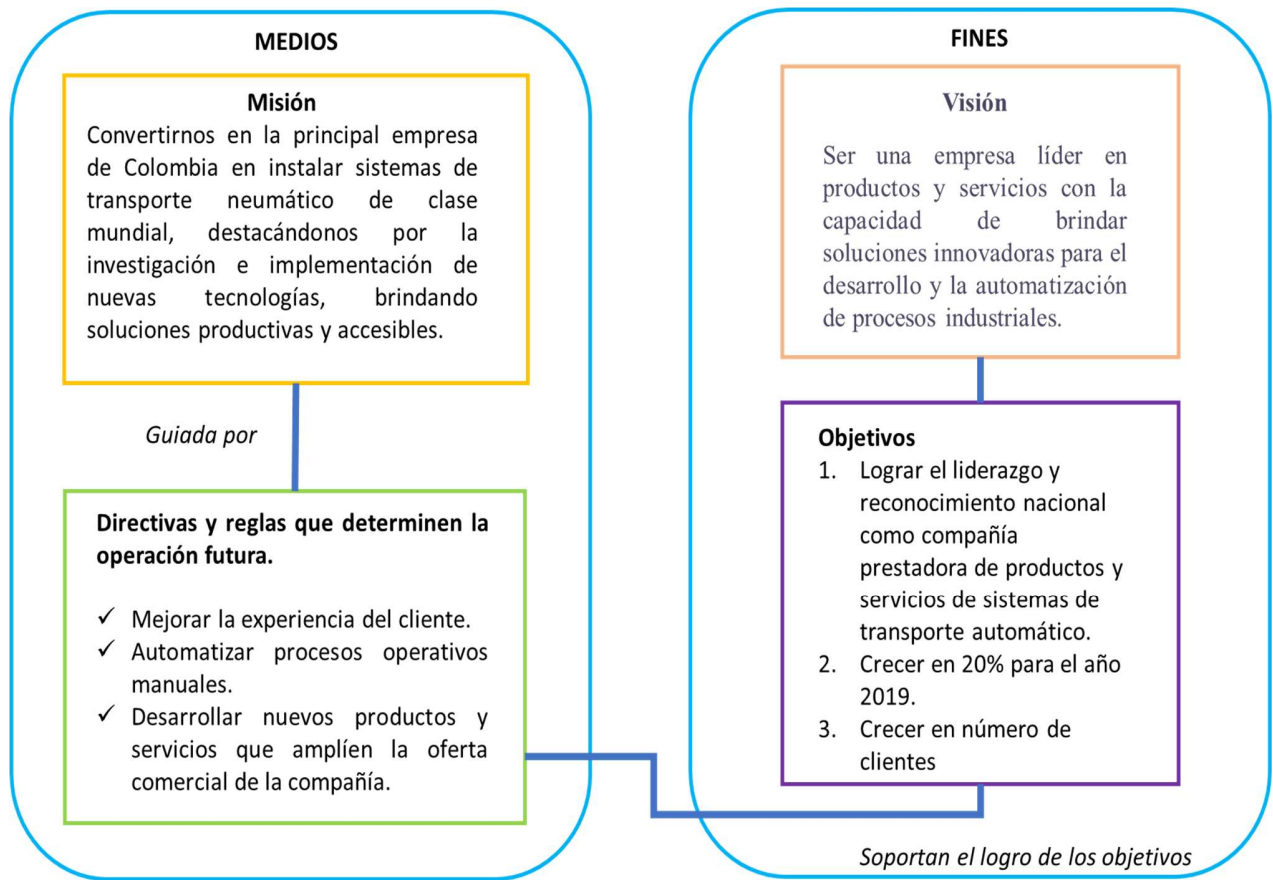 MEDIOS
Misión
Convertirnos en la principal empresa
de Colombia en instalar sistemas de
transporte neumático de clase
mundial, destacándonos por la
investigación e implementación de
nuevas tecnologías, brindando
soluciones productivas y accesibles.
Guiada por
Directivas y reglas que determinen la
operación futura.
✓ Mejorar la experiencia del cliente.
✓ Automatizar procesos operativos
manuales.
✓ Desarrollar nuevos productos y
servicios que amplíen la oferta
comercial de la compañía.
FINES
Visión
Ser una empresa líder en
productos y servicios con la
capacidad de brindar
soluciones innovadoras para el
desarrollo y la automatización
de procesos industriales.
Objetivos
1. Lograr el liderazgo y
reconocimiento nacional
como compañía
prestadora de productos y
servicios de sistemas de
transporte automático.
2. Crecer en 20% para el año
2019.
3. Crecer en número de
clientes
Soportan el logro de los objetivos